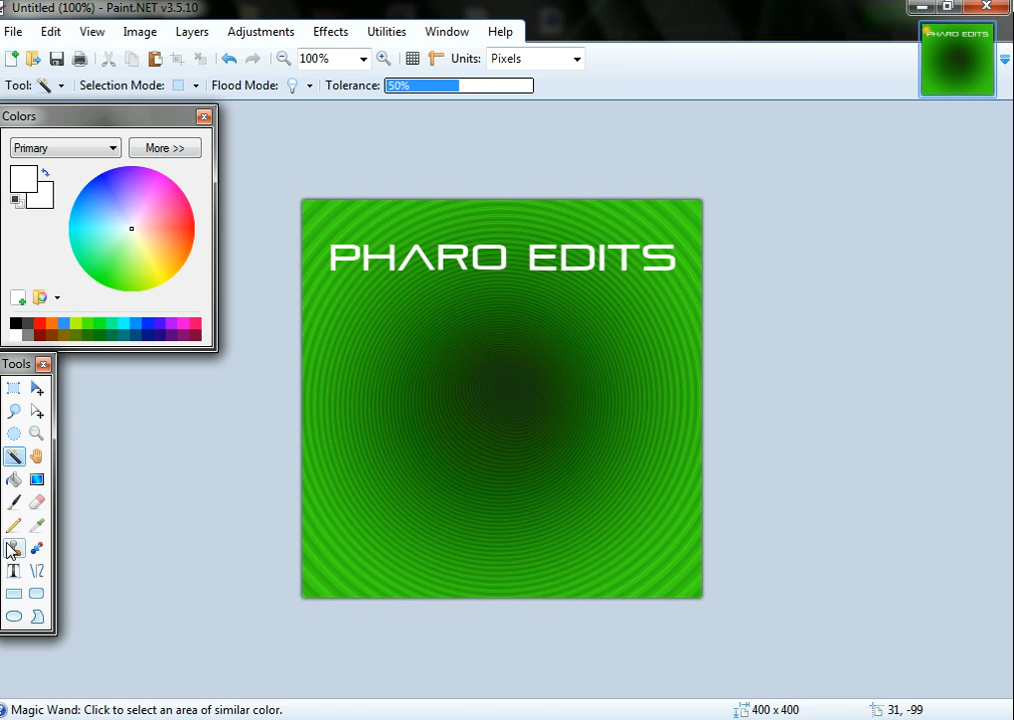 Untitled (100%) - Paint.NET v3.5.10
File Edit View Image Layers Adjustments Effects Utilities Window Help
100% Units: Pixels
Tool: Selection Mode: Flood Mode: Tolerance: 50%
PHARO EDITS
Colors
Primary More >>
PHARO EDITS
Tools
T
Magic Wand: Click to select an area of similar color. 400 x 400 31, -99